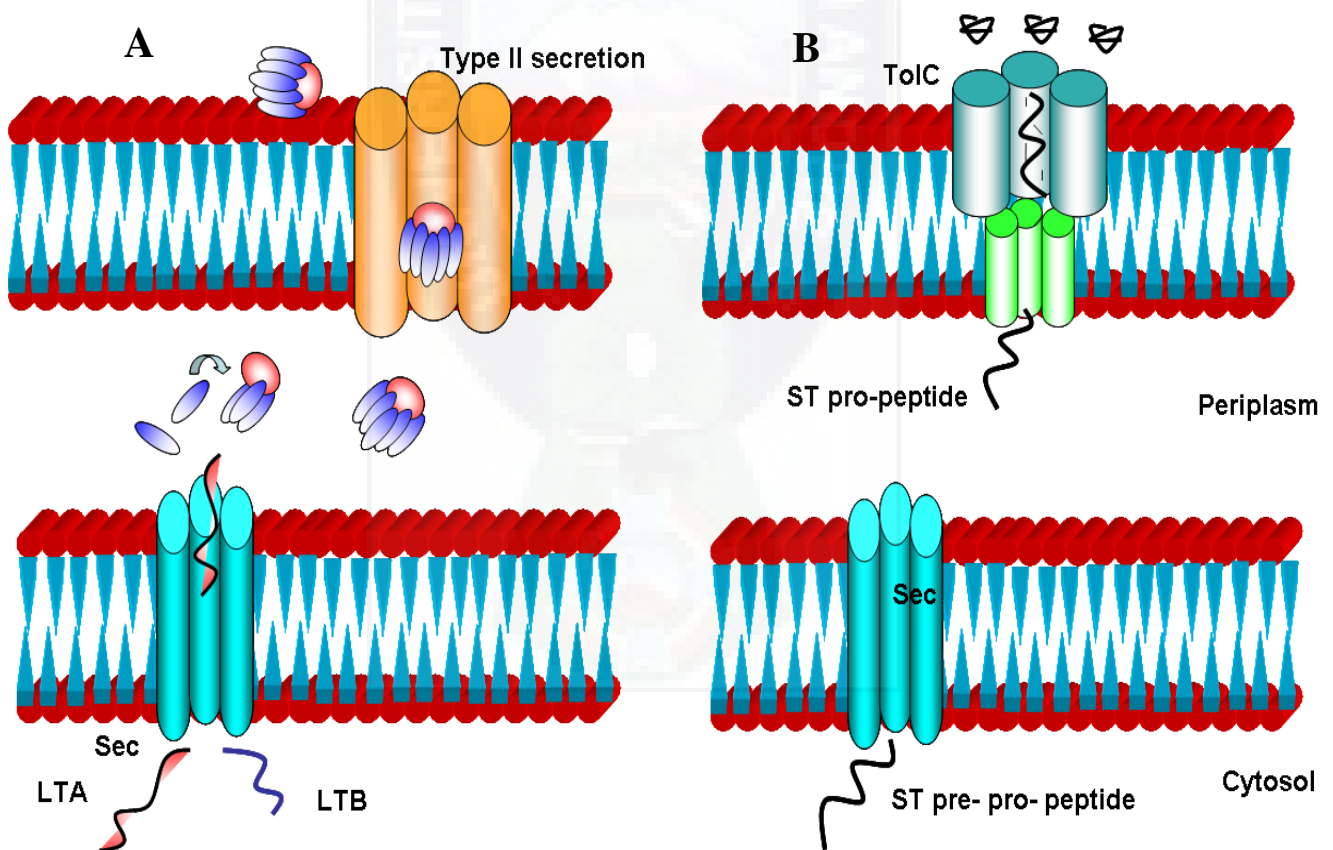 A
Type II secretion
Sec
LTA
LTB
B
TolC
ST pro-peptide
Periplasm
Sec
ST pre- pro- peptide
Cytosol